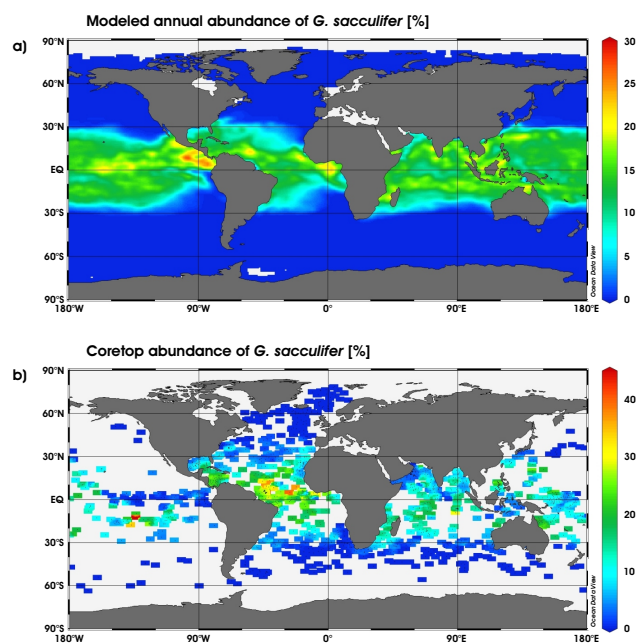 Modeled annual abundance of G. sacculifer [%]
a)
90°N
60°N
30°N
EQ
30°S
60°S
90°S
180°W
90°W
0°E
90°E
180°E
Ocean Data View
30
25
20
15
10
5
0
Coretop abundance of G. sacculifer [%]
b)
90°N
60°N
30°N
EQ
30°S
60°S
90°S
180°W
90°W
0°E
90°E
180°E
Ocean Data View
40
30
20
10
0